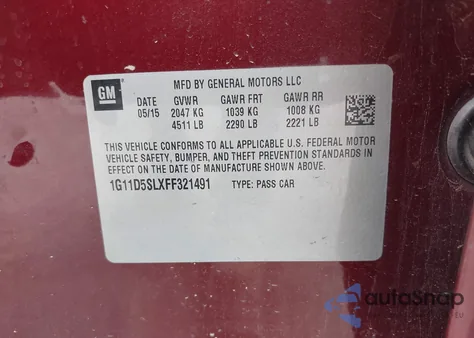 GM
MFD BY GENERAL MOTORS LLC
DATE GVWR GAWR FRT GAWR RR
05/15 2047 KG 1039 KG 1008 KG
4511 LB 2290 LB 2221 LB
THIS VEHICLE CONFORMS TO ALL APPLICABLE U.S. FEDERAL MOTOR
VEHICLE SAFETY, BUMPER, AND THEFT PREVENTION STANDARDS IN
EFFECT ON THE DATE OF MANUFACTURE SHOWN ABOVE.
1G11D5SLXFF321491 TYPE: PASS CAR
autoSnap